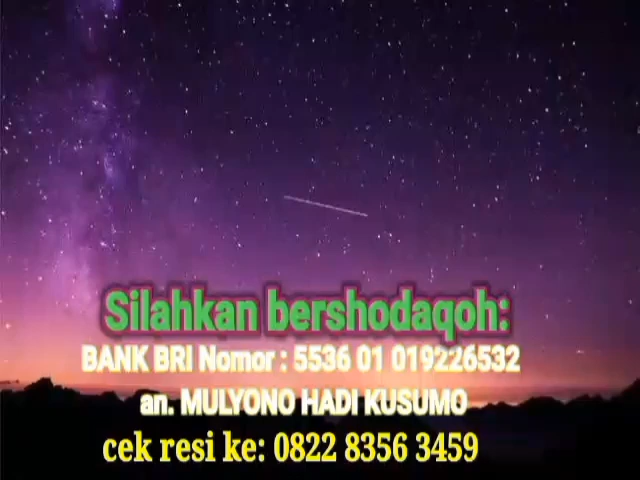 Silahkan bershodaqoh:
BANK BRI Nomor : 5536 01 019226532
an. MULYONO HADI KUSUMO
cek resi ke: 0822 8356 3459